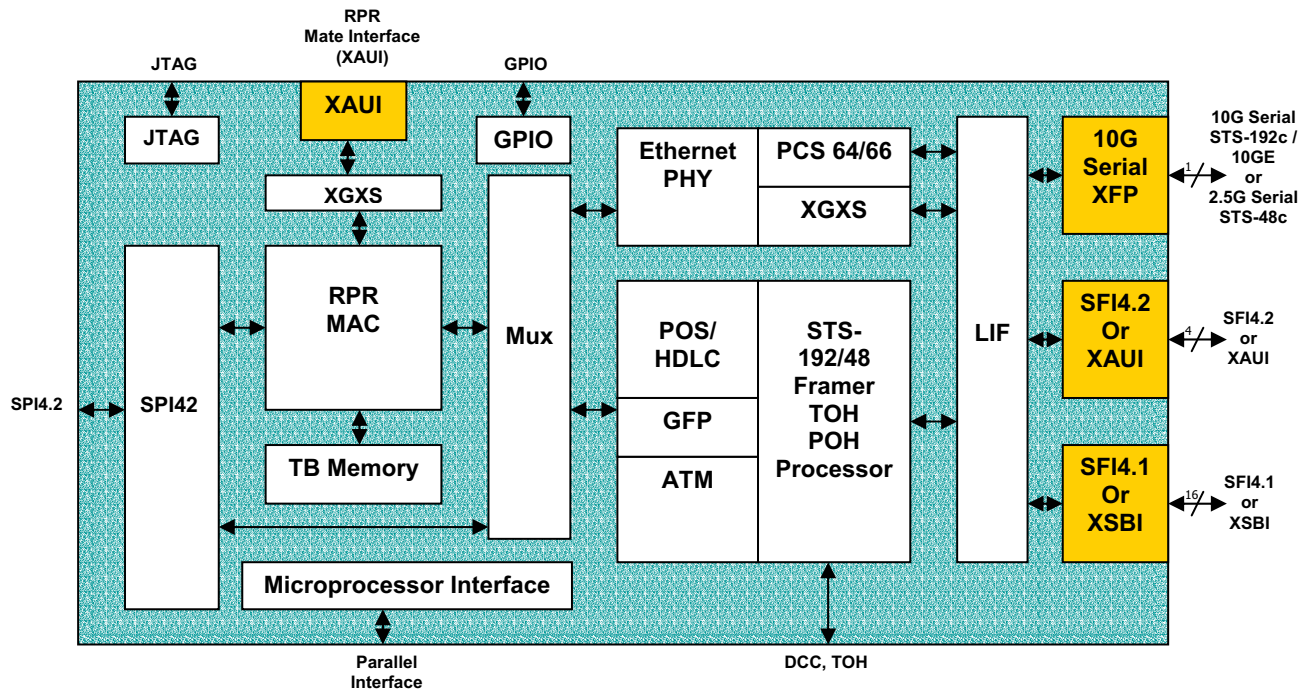 RPR
Mate Interface
(XAUI)
JTAG
GPIO
XAUI
JTAG
GPIO
XGXS
Ethernet
PHY
PCS 64/66
XGXS
10G
Serial
XFP
1
10G Serial
STS-192c /
10GE
or
2.5G Serial
STS-48c
RPR
MAC
Mux
POS/
HDLC
GFP
ATM
STS-
192/48
Framer
TOH
POH
Processor
LIF
SFI4.2
Or
XAUI
4
SFI4.2
or
XAUI
SPI4.2
SPI42
TB Memory
SFI4.1
Or
XSBI
16
SFI4.1
or
XSBI
Microprocessor Interface
Parallel
Interface
DCC, TOH